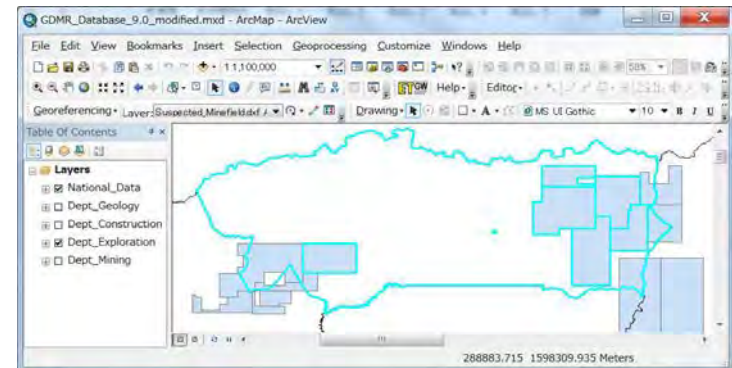 GDMR_Database_9.0_modified.mxd - ArcMap - ArcView
File Edit View Bookmarks Insert Selection Geoprocessing Customize Windows Help
1:1,100,000 50%
GW Help Editor
Georeferencing Layer: Suspected_Minefield.dxf Drawing A MS UI Gothic 10 B I U
Table Of Contents
Layers
National_Data
Dept_Geology
Dept_Construction
Dept_Exploration
Dept_Mining
288883.715 1598309.935 Meters